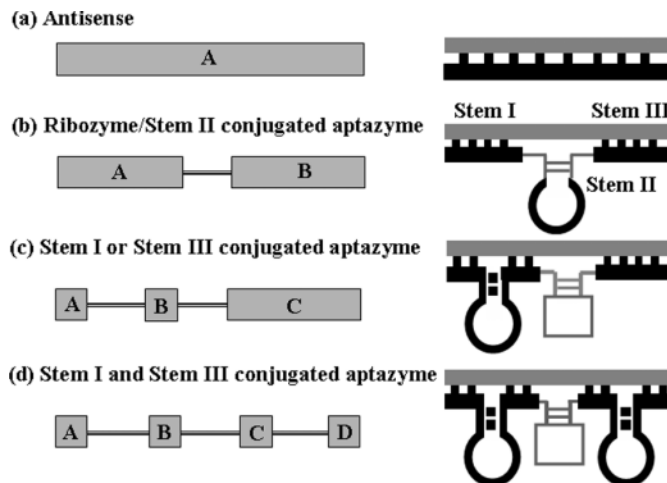 (a) Antisense
A
Stem I Stem III
(b) Ribozyme/Stem II conjugated aptazyme
A B
Stem II
(c) Stem I or Stem III conjugated aptazyme
A B C
(d) Stem I and Stem III conjugated aptazyme
A B C D